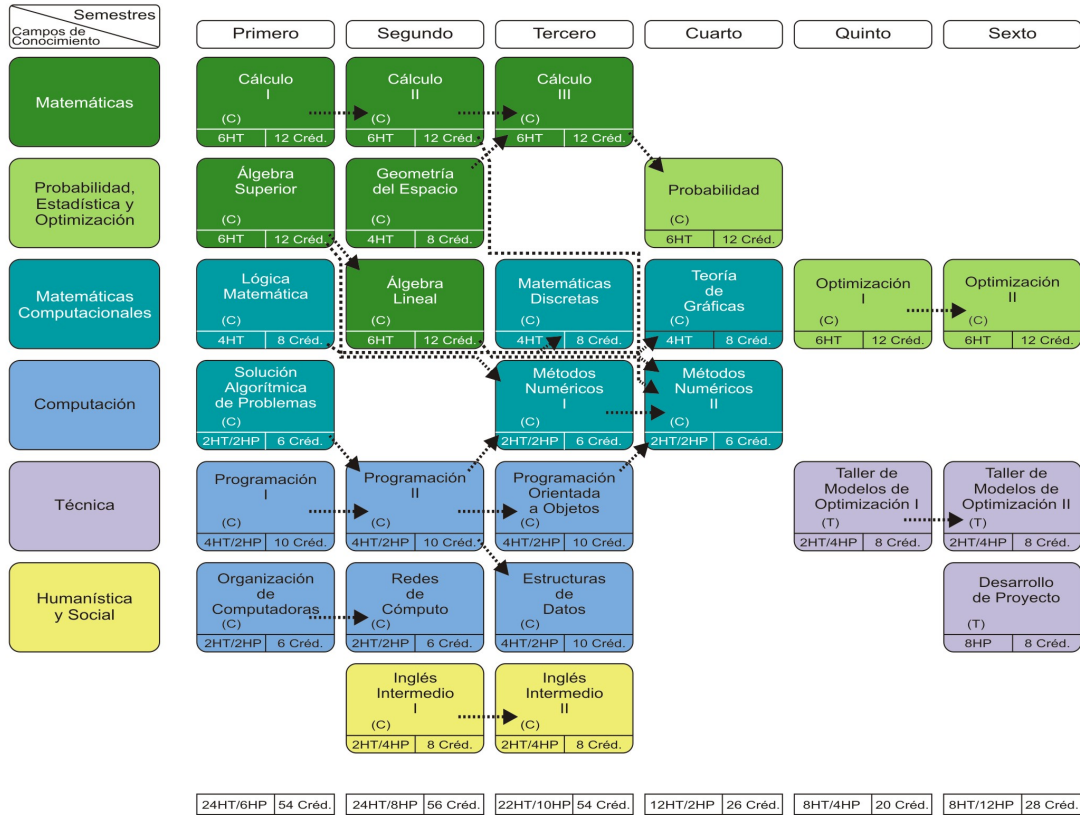 Semestres
Campos de
Conocimiento
Primero
Segundo
Tercero
Cuarto
Quinto
Sexto
Matemáticas
Cálculo
I
(C)
6HT
12 Créd.
Cálculo
II
(C)
6HT
12 Créd.
Cálculo
III
(C)
6HT
12 Créd.
Probabilidad,
Estadística y
Optimización
Álgebra
Superior
(C)
6HT
12 Créd.
Geometría
del Espacio
(C)
4HT
8 Créd.
Probabilidad
(C)
6HT
12 Créd.
Matemáticas
Computacionales
Lógica
Matemática
(C)
4HT
8 Créd.
Álgebra
Lineal
(C)
6HT
12 Créd.
Matemáticas
Discretas
(C)
4HT
8 Créd.
Teoría
de
Gráficas
(C)
4HT
8 Créd.
Optimización
I
(C)
6HT
12 Créd.
Optimización
II
(C)
6HT
12 Créd.
Computación
Solución
Algorítmica
de Problemas
(C)
2HT/2HP
6 Créd.
Métodos
Numéricos
I
(C)
2HT/2HP
6 Créd.
Métodos
Numéricos
II
(C)
2HT/2HP
6 Créd.
Técnica
Programación
I
(C)
4HT/2HP
10 Créd.
Programación
II
(C)
4HT/2HP
10 Créd.
Programación
Orientada
a Objetos
(C)
4HT/2HP
10 Créd.
Taller de
Modelos de
Optimización I
(T)
2HT/4HP
8 Créd.
Taller de
Modelos de
Optimización II
(T)
2HT/4HP
8 Créd.
Humanística
y Social
Organización
de
Computadoras
(C)
2HT/2HP
6 Créd.
Redes
de
Cómputo
(C)
2HT/2HP
6 Créd.
Estructuras
de
Datos
(C)
4HT/2HP
10 Créd.
Desarrollo
de Proyecto
(T)
8HP
8 Créd.
Inglés
Intermedio
I
(C)
2HT/4HP
8 Créd.
Inglés
Intermedio
II
(C)
2HT/4HP
8 Créd.
24HT/6HP
54 Créd.
24HT/8HP
56 Créd.
22HT/10HP
54 Créd.
12HT/2HP
26 Créd.
8HT/4HP
20 Créd.
8HT/12HP
28 Créd.